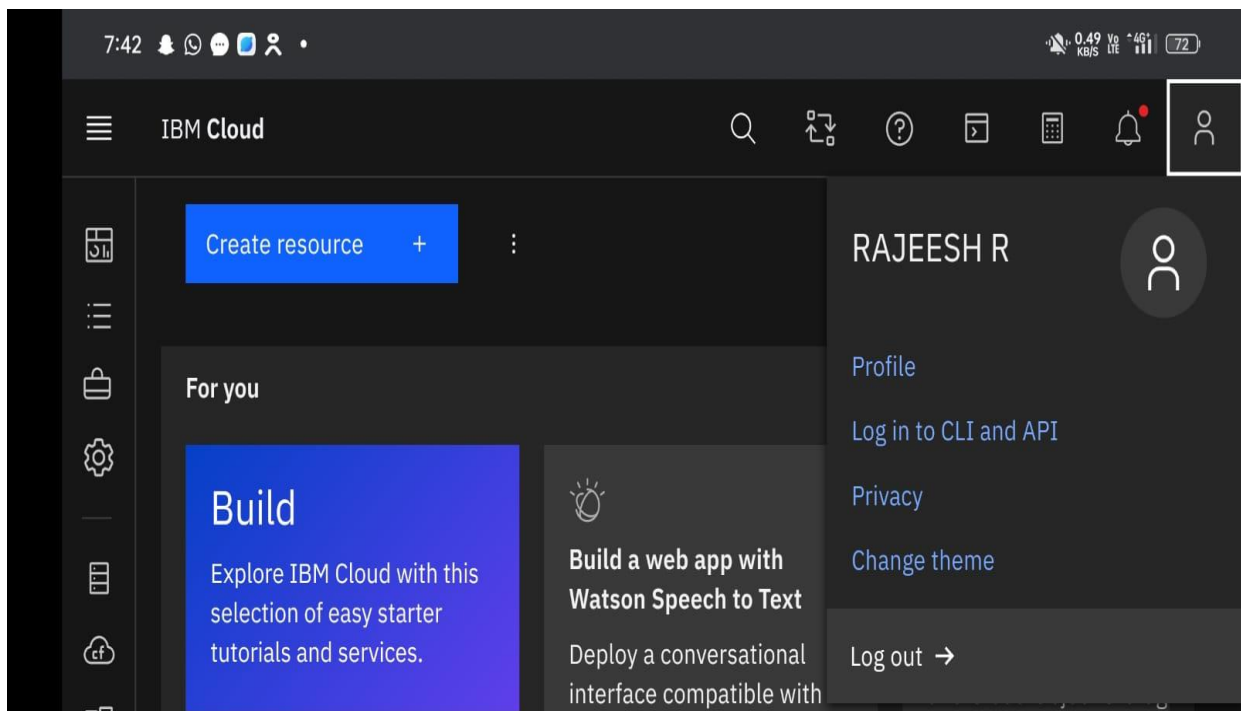 7:42
0.49 KB/S Vo LTE 4G+ 72
IBM Cloud
Create resource +
RAJEESH R
Profile
Log in to CLI and API
Privacy
Change theme
Log out →
For you
Build
Explore IBM Cloud with this
selection of easy starter
tutorials and services.
Build a web app with
Watson Speech to Text
Deploy a conversational
interface compatible with
cf